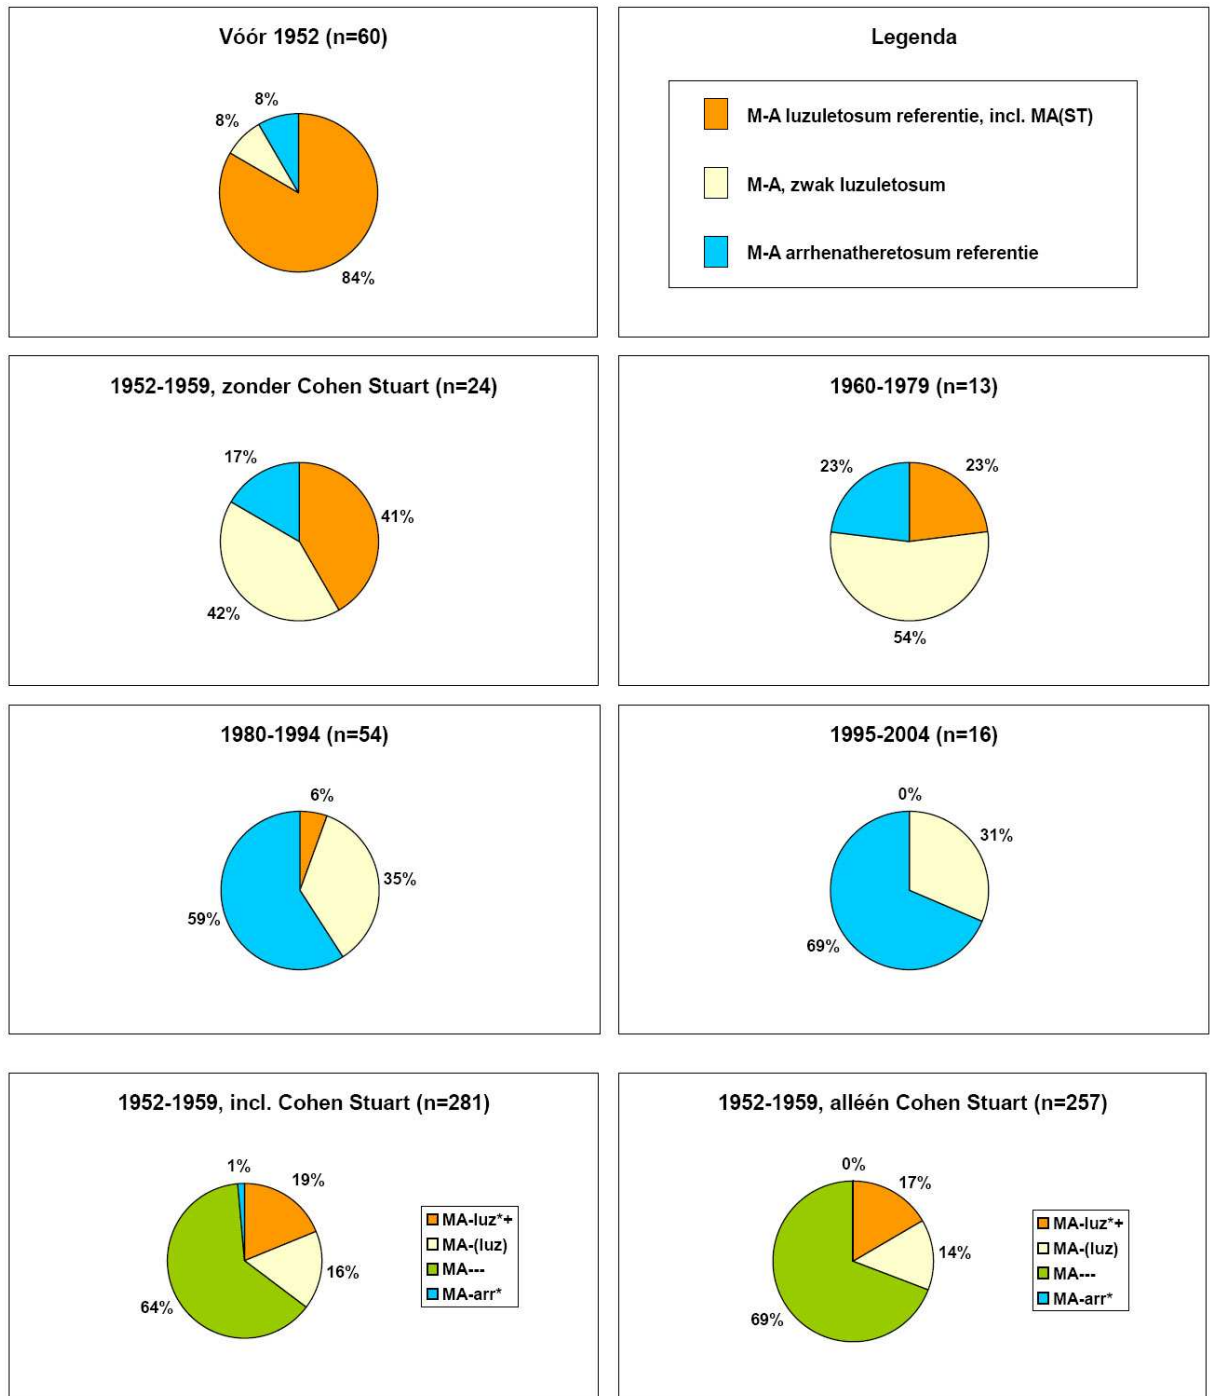 Vóór 1952 (n=60)
8%
8%
84%
Legenda
M-A luzuletosum referentie, incl. MA(ST)
M-A, zwak luzuletosum
M-A arrhenatheretosum referentie
1952-1959, zonder Cohen Stuart (n=24)
17%
41%
42%
1960-1979 (n=13)
23%
23%
54%
1980-1994 (n=54)
6%
35%
59%
1995-2004 (n=16)
0%
31%
69%
1952-1959, incl. Cohen Stuart (n=281)
1%
19%
16%
64%
MA-luz*+
MA-(luz)
MA---
MA-arr*
1952-1959, alléén Cohen Stuart (n=257)
0%
17%
14%
69%
MA-luz*+
MA-(luz)
MA---
MA-arr*